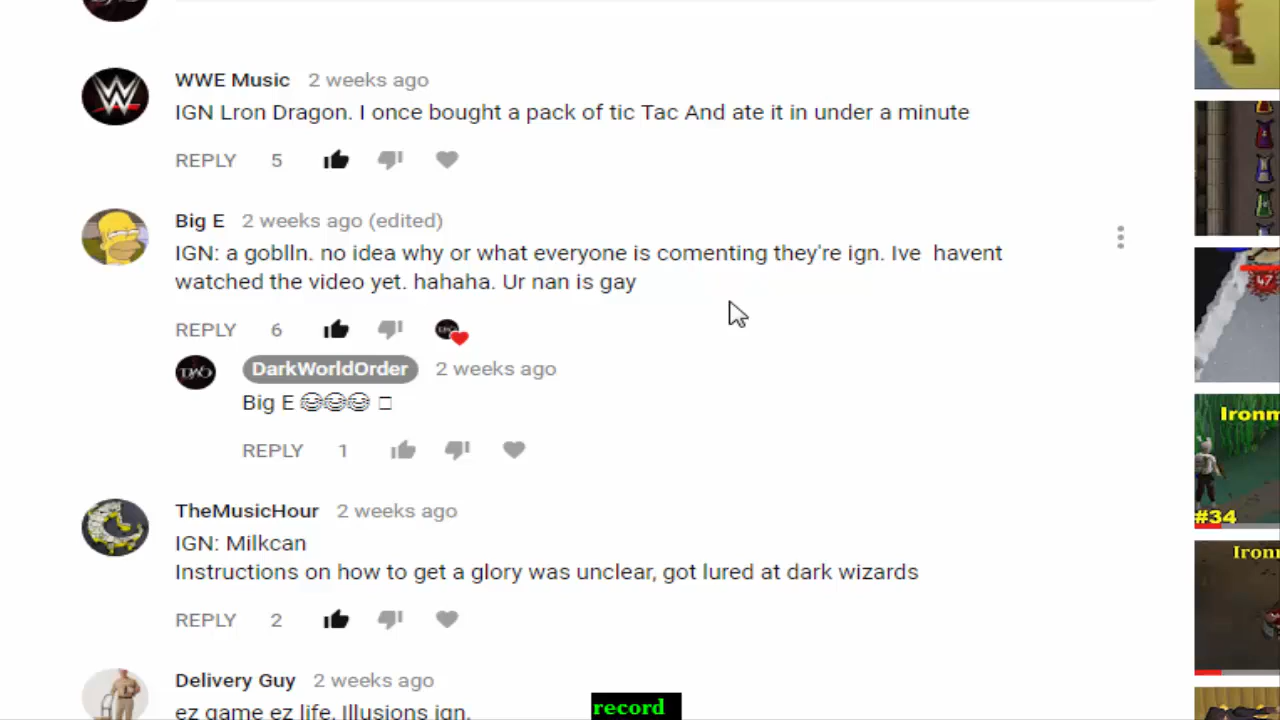 WWE Music 2 weeks ago
IGN Lron Dragon. I once bought a pack of tic Tac And ate it in under a minute
REPLY 5
Big E 2 weeks ago (edited)
IGN: a goblln. no idea why or what everyone is comenting they're ign. Ive havent
watched the video yet. hahaha. Ur nan is gay
REPLY 6
DWO
DarkWorldOrder 2 weeks ago
Big E 😂😂😂 □
REPLY 1
TheMusicHour 2 weeks ago
IGN: Milkcan
Instructions on how to get a glory was unclear, got lured at dark wizards
REPLY 2
Delivery Guy 2 weeks ago
ez game ez life. Illusions ign.
record
47
Ironm
#34
Iron